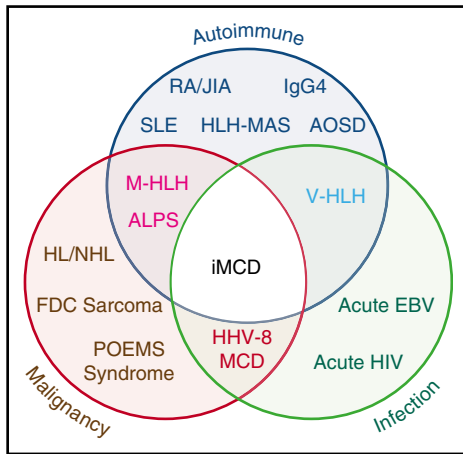 Autoimmune
RA/JIA IgG4
SLE HLH-MAS AOSD
M-HLH
ALPS
V-HLH
HL/NHL
iMCD
FDC Sarcoma
Acute EBV
HHV-8
MCD
POEMS
Syndrome
Acute HIV
Malignancy
Infection